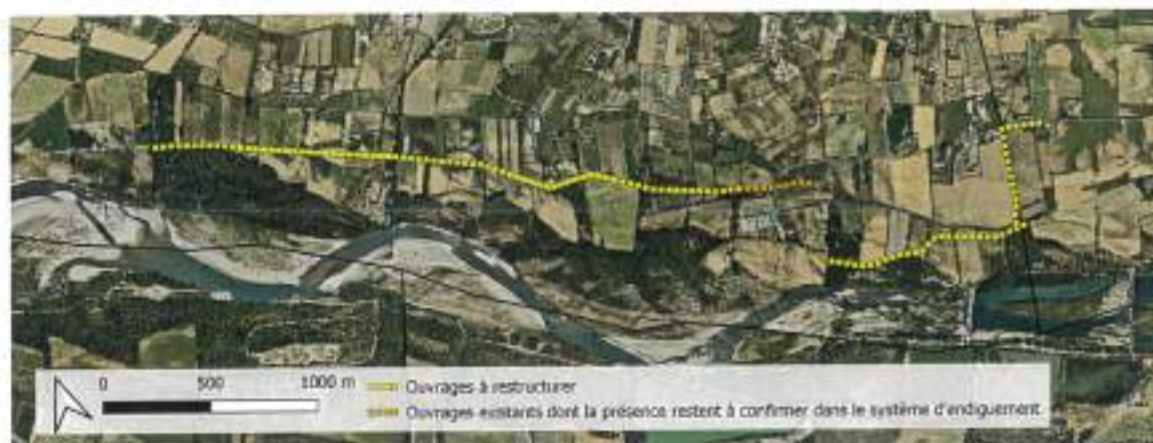 0 500 1000 m
Ouvrages à restructurer
Ouvrages existants dont la présence restent à confirmer dans le système d'endiguement